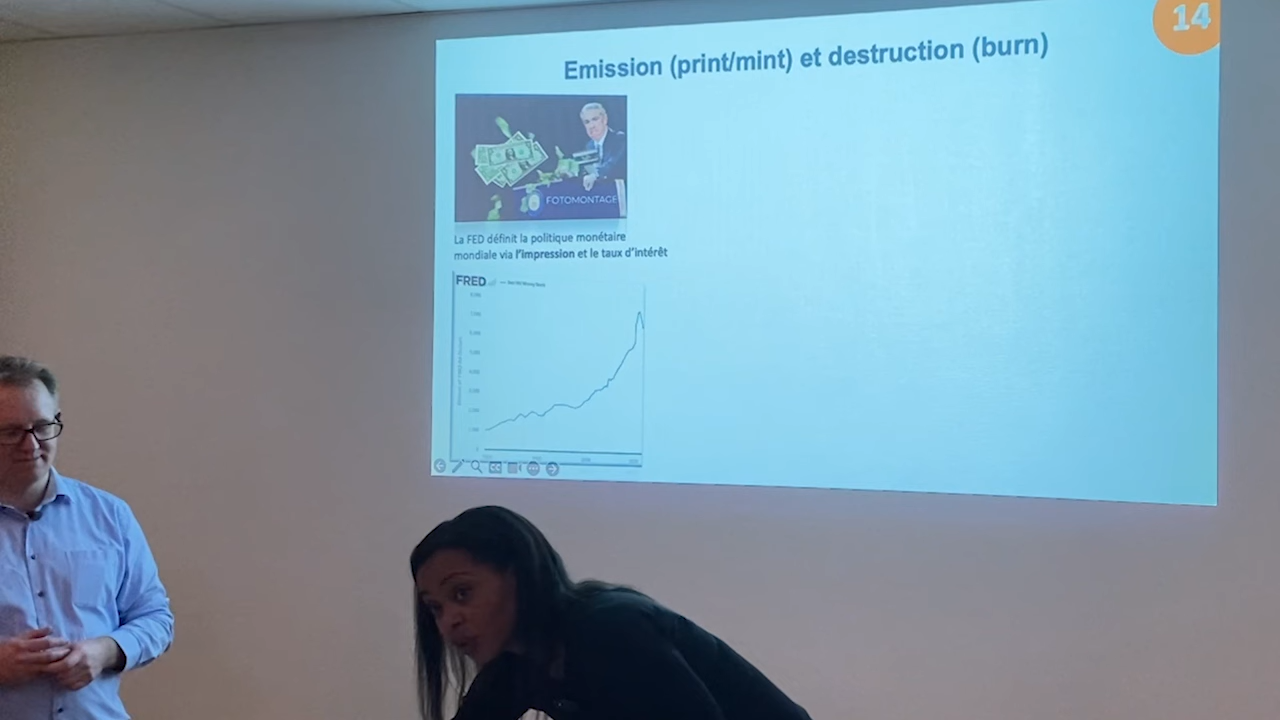 14
Emission (print/mint) et destruction (burn)
FOTOMONTAGE
La FED définit la politique monétaire
mondiale via l'impression et le taux d'intérêt
FRED